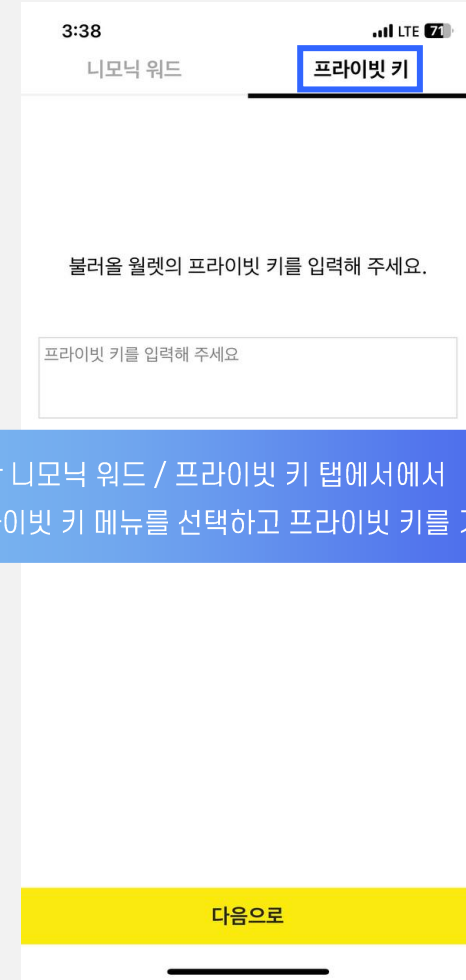 3:38 LTE 71
니모닉 워드 프라이빗 키
불러올 월렛의 프라이빗 키를 입력해 주세요.
프라이빗 키를 입력해 주세요
니모닉 워드 / 프라이빗 키 탭에서에서
키 메뉴를 선택하고 프라이빗 키를
다음으로